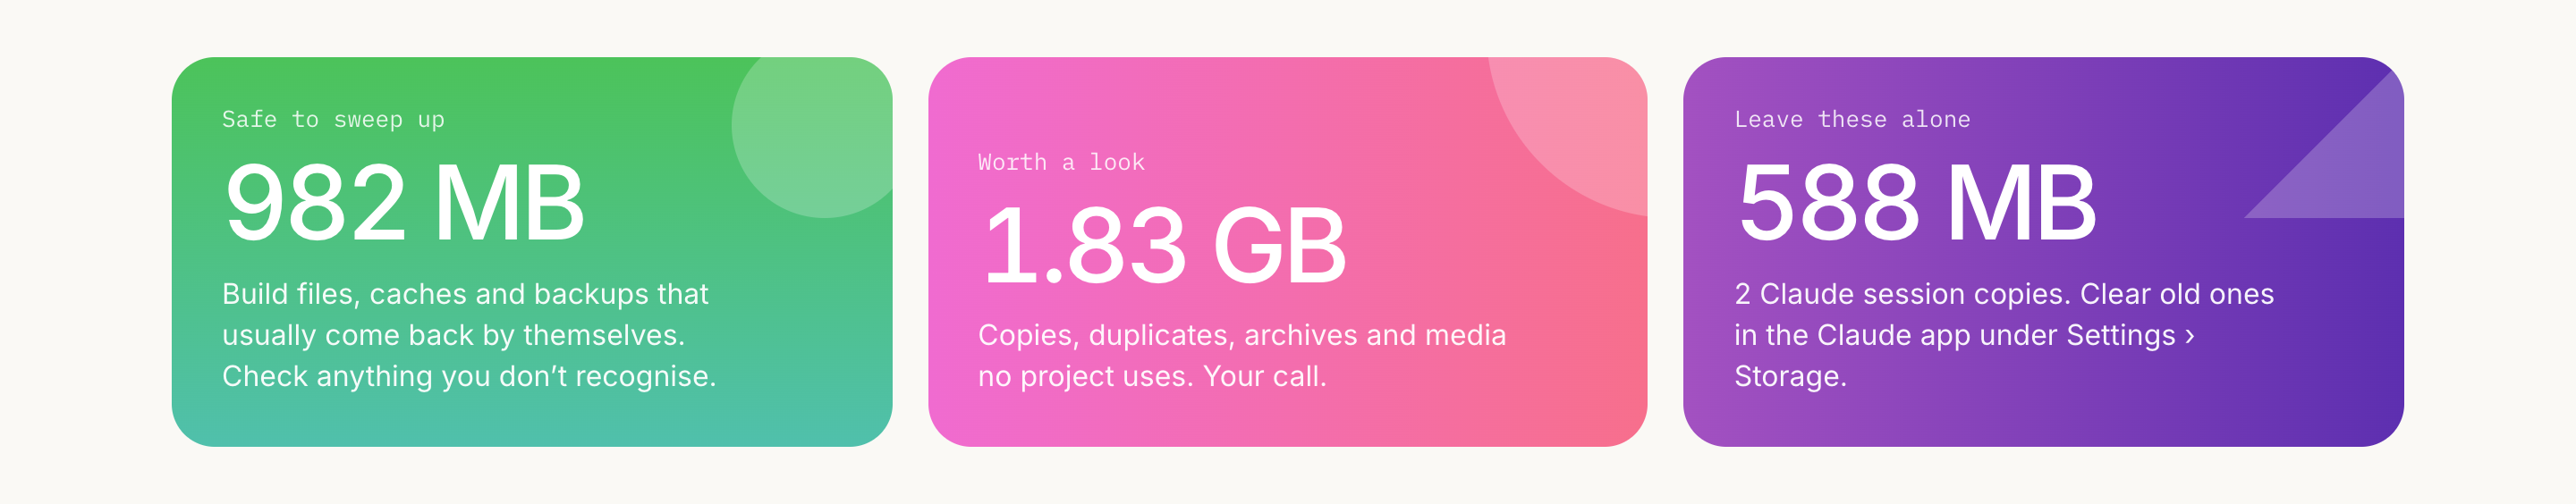 Safe to sweep up
982 MB
Build files, caches and backups that
usually come back by themselves.
Check anything you don’t recognise.
Worth a look
1.83 GB
Copies, duplicates, archives and media
no project uses. Your call.
Leave these alone
588 MB
2 Claude session copies. Clear old ones
in the Claude app under Settings ›
Storage.